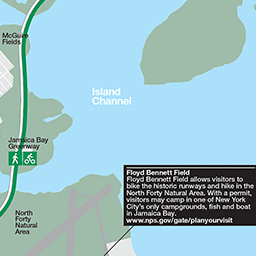 McGuire
Fields
Island
Channel
Jamaica Bay
Greenway
Floyd Bennett Field
Floyd Bennett Field allows visitors to
bike the historic runways and hike in the
North Forty Natural Area. With a permit,
visitors may camp in one of New York
City's only campgrounds, fish and boat
in Jamaica Bay.
www.nps.gov/gate/planyourvisit
North
Forty
Natural
Area